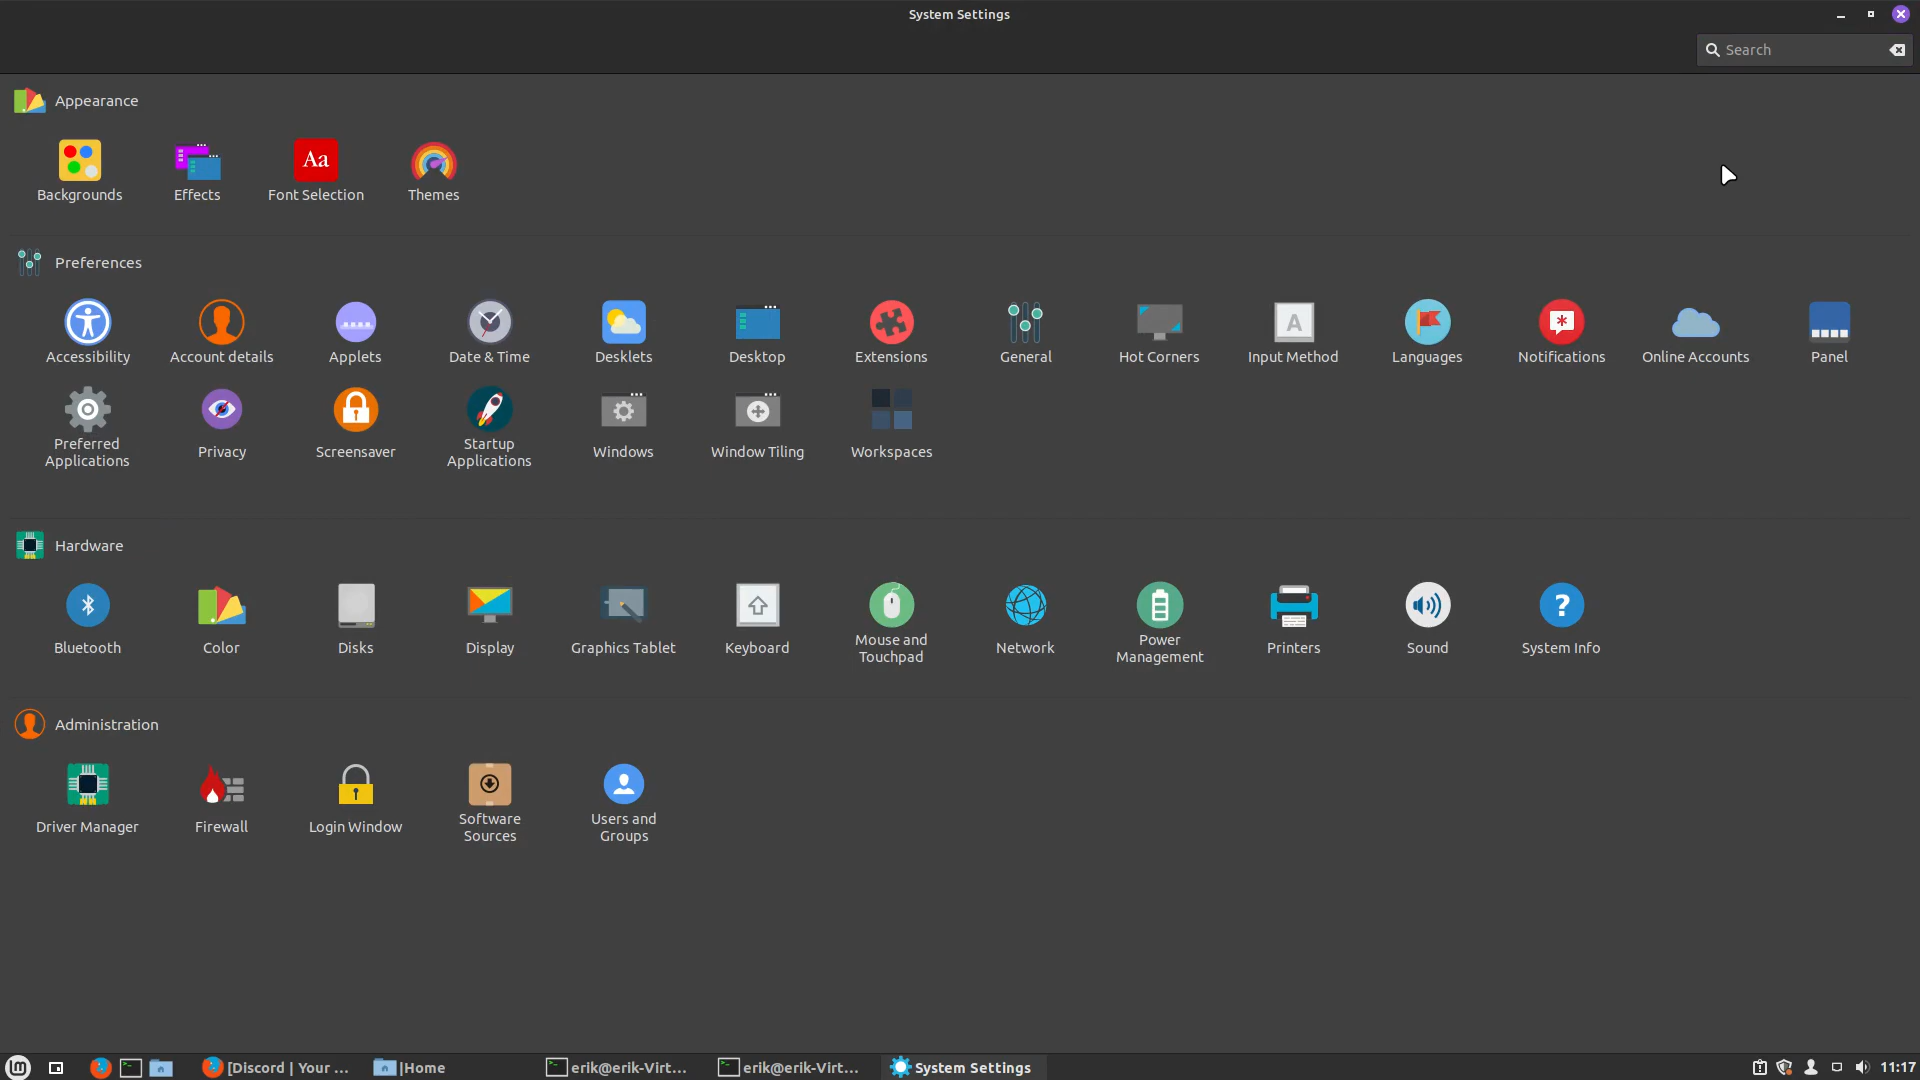 System Settings
Search
Appearance
Aa
Backgrounds
Effects
Font Selection
Themes
Preferences
A
Accessibility
Account details
Applets
Date & Time
Desklets
Desktop
Extensions
General
Hot Corners
Input Method
Languages
Notifications
Online Accounts
Panel
Preferred
Applications
Privacy
Screensaver
Startup
Applications
Windows
Window Tiling
Workspaces
Hardware
?
Bluetooth
Color
Disks
Display
Graphics Tablet
Keyboard
Mouse and
Touchpad
Network
Power
Management
Printers
Sound
System Info
Administration
Driver Manager
Firewall
Login Window
Software
Sources
Users and
Groups
[Discord | Your ...
|Home
erik@erik-Virt...
erik@erik-Virt...
System Settings
11:17